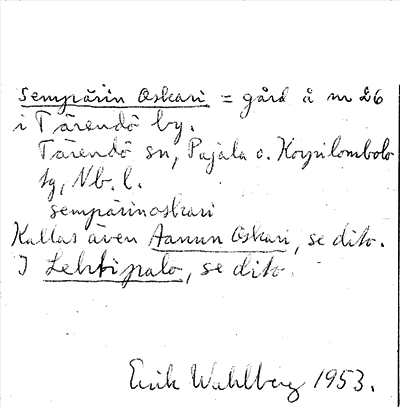 Sempärin Oskari = gård å nr 26
i Tärendö by.
Tärendö sn, Pajala o. Korpilombolo
tg, Nb. l.
sempärinoskari
Kallas även Aanun Oskari, se dito.
I Lehtipalo, se dito.
Erik Wahlberg 1953.